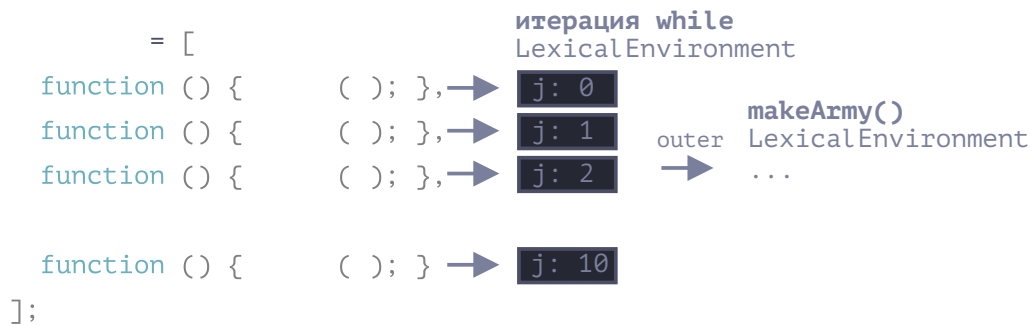 итерация while
= [ LexicalEnvironment
function () { ( ); }, j: 0
makeArmy()
function () { ( ); }, j: 1 outer LexicalEnvironment
function () { ( ); }, j: 2 ...
function () { ( ); } j: 10
];